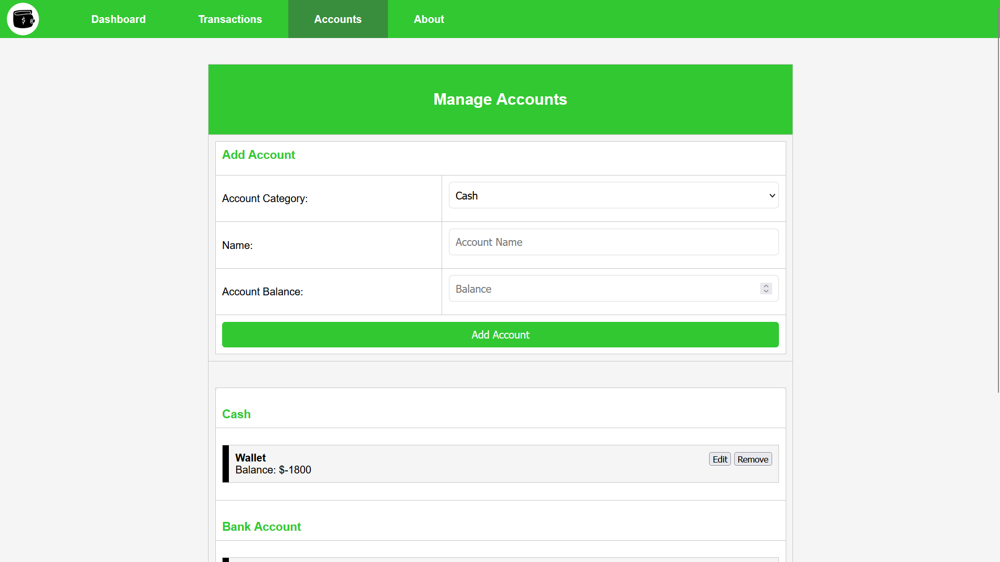 $
Dashboard
Transactions
Accounts
About
Manage Accounts
Add Account
Account Category:
Cash
Name:
Account Name
Account Balance:
Balance
Add Account
Cash
Wallet
Edit
Remove
Balance: $-1800
Bank Account